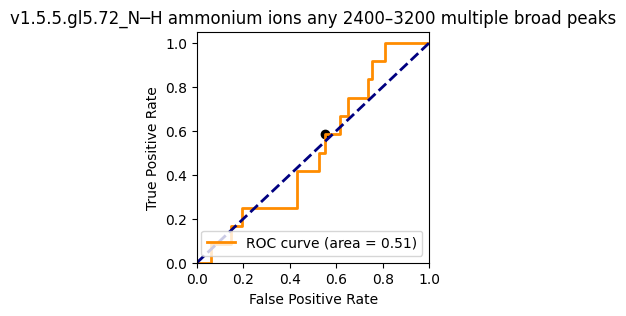 v1.5.5.gl5.72_N─H ammonium ions any 2400–3200 multiple broad peaks
1.0
0.8
0.6
0.4
0.2
0.0
True Positive Rate
ROC curve (area = 0.51)
0.0 0.2 0.4 0.6 0.8 1.0
False Positive Rate